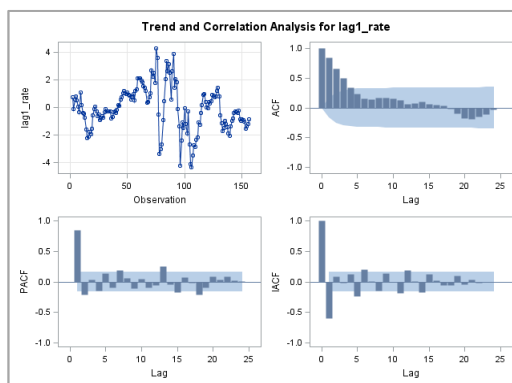 Trend and Correlation Analysis for lag1_rate
4
2
0
-2
-4
lag1_rate
0 50 100 150
Observation
1.0
0.5
0.0
-0.5
-1.0
ACF
0 5 10 15 20 25
Lag
1.0
0.5
0.0
-0.5
-1.0
PACF
0 5 10 15 20 25
Lag
1.0
0.5
0.0
-0.5
-1.0
IACF
0 5 10 15 20 25
Lag